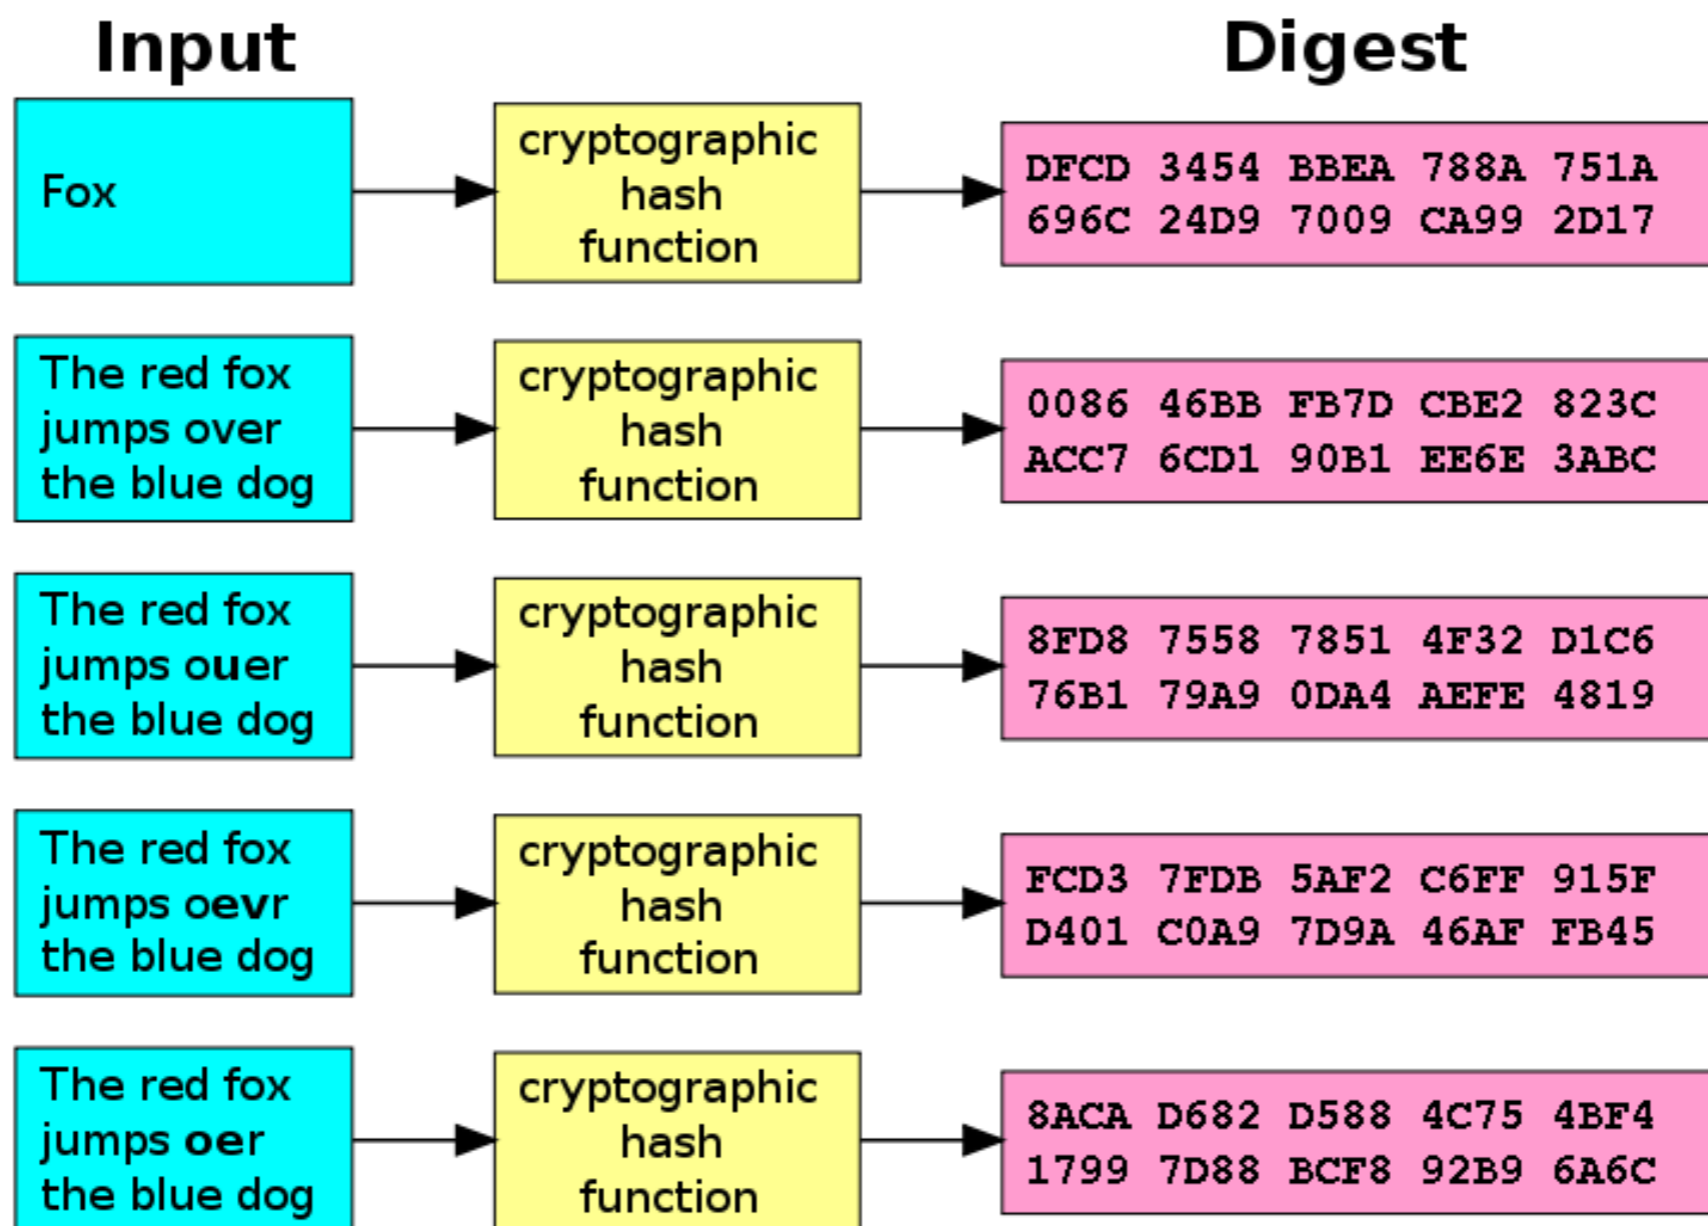 Input
Digest
Fox
cryptographic
hash
function
DFCD 3454 BBEA 788A 751A
696C 24D9 7009 CA99 2D17
The red fox
jumps over
the blue dog
cryptographic
hash
function
0086 46BB FB7D CBE2 823C
ACC7 6CD1 90B1 EE6E 3ABC
The red fox
jumps ouer
the blue dog
cryptographic
hash
function
8FD8 7558 7851 4F32 D1C6
76B1 79A9 0DA4 AEFE 4819
The red fox
jumps oevr
the blue dog
cryptographic
hash
function
FCD3 7FDB 5AF2 C6FF 915F
D401 C0A9 7D9A 46AF FB45
The red fox
jumps oer
the blue dog
cryptographic
hash
function
8ACA D682 D588 4C75 4BF4
1799 7D88 BCF8 92B9 6A6C